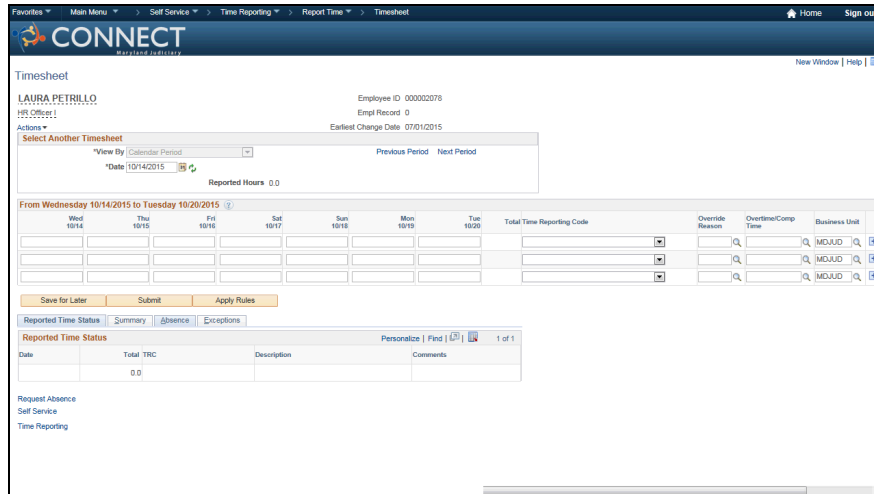 Favorites Main Menu > Self Service > Time Reporting > Report Time > Timesheet Home Sign ou
CONNECT
Maryland Judiciary
New Window | Help |
Timesheet
LAURA PETRILLO Employee ID 000002078
HR Officer I Empl Record 0
Actions Earliest Change Date 07/01/2015
Select Another Timesheet
*View By Calendar Period Previous Period Next Period
*Date 10/14/2015
Reported Hours 0.0
From Wednesday 10/14/2015 to Tuesday 10/20/2015
Wed Thu Fri Sat Sun Mon Tue Total Time Reporting Code Override Overtime/Comp Business Unit
10/14 10/15 10/16 10/17 10/18 10/19 10/20 Reason Time
MDJUD
MDJUD
MDJUD
Save for Later Submit Apply Rules
Reported Time Status Summary Absence Exceptions
Reported Time Status Personalize | Find | | 1 of 1
Date Total TRC Description Comments
0.0
Request Absence
Self Service
Time Reporting